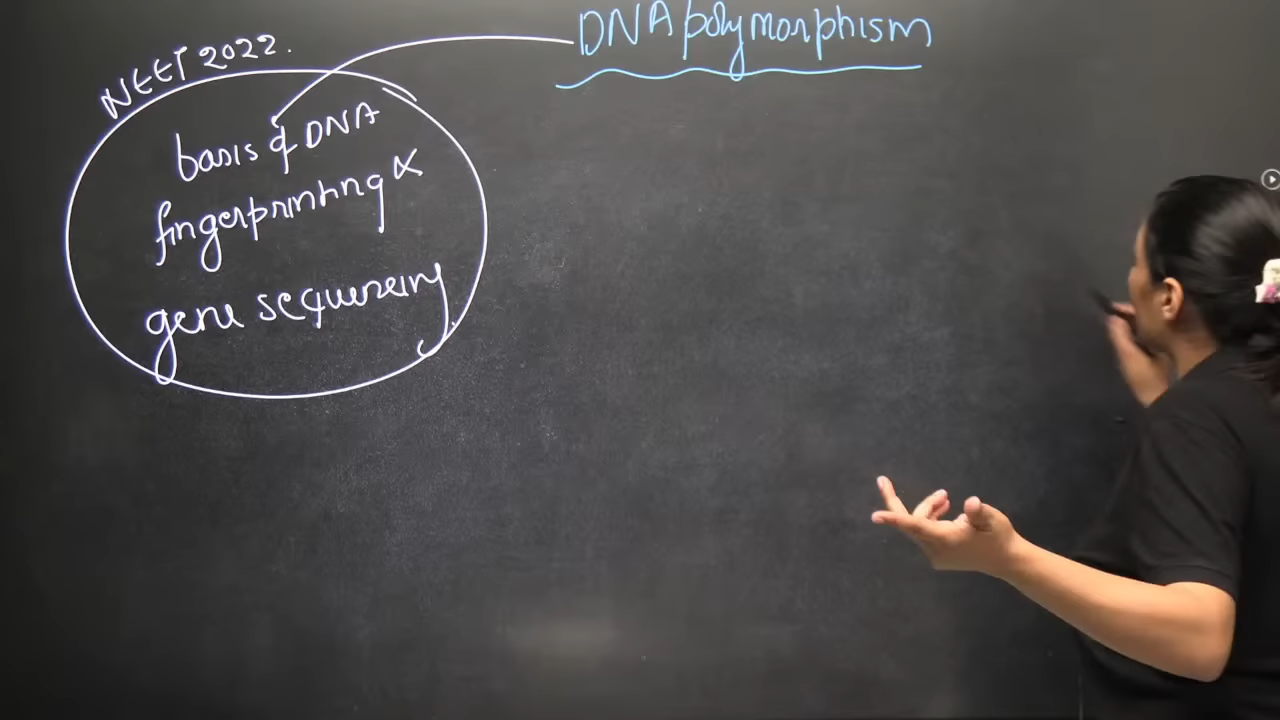 NEET 2022.
DNA polymorphism
basis of DNA
fingerprinting &
gene sequencing